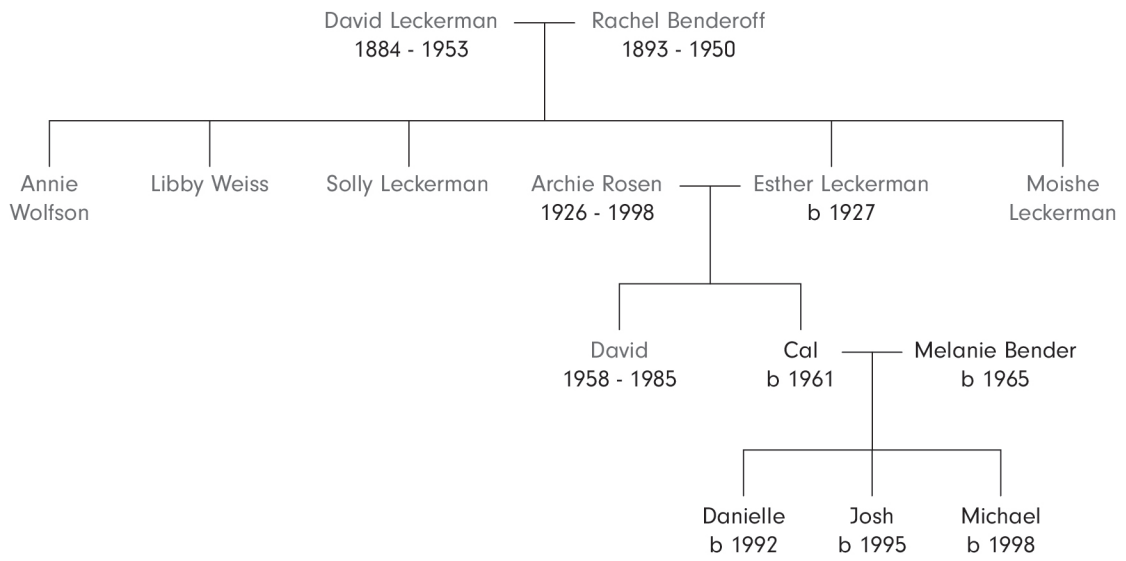 David Leckerman
1884 - 1953
Rachel Benderoff
1893 - 1950
Annie
Wolfson
Libby Weiss
Solly Leckerman
Archie Rosen
1926 - 1998
Esther Leckerman
b 1927
Moishe
Leckerman
David
1958 - 1985
Cal
b 1961
Melanie Bender
b 1965
Danielle
b 1992
Josh
b 1995
Michael
b 1998